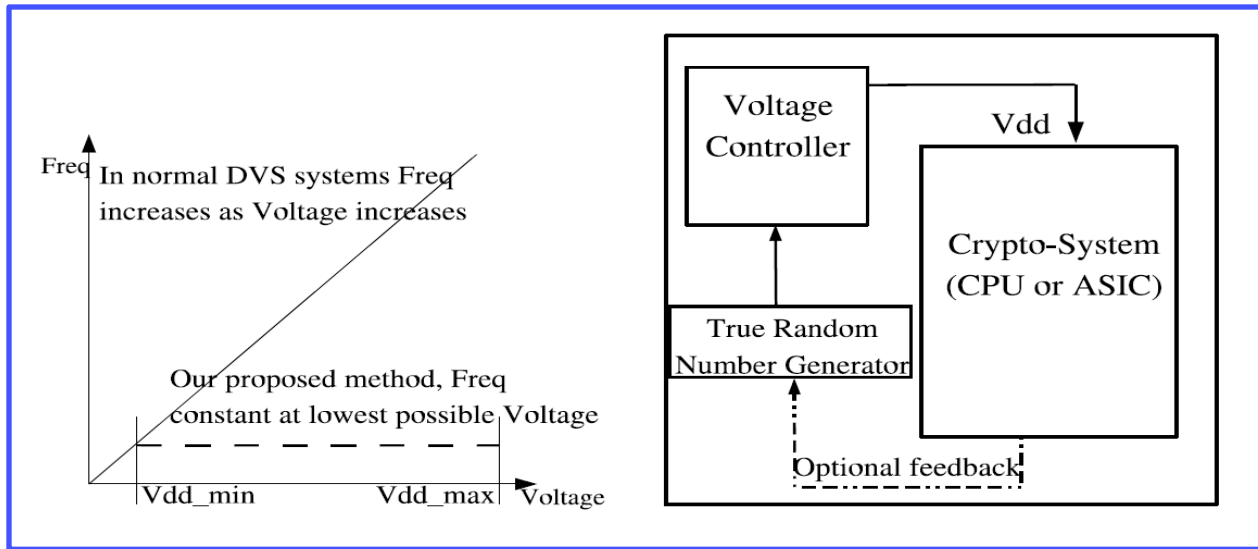 Freq
In normal DVS systems Freq
increases as Voltage increases
Our proposed method, Freq
constant at lowest possible Voltage
Vdd_min
Vdd_max
Voltage
Voltage
Controller
Vdd
Crypto-System
(CPU or ASIC)
True Random
Number Generator
Optional feedback